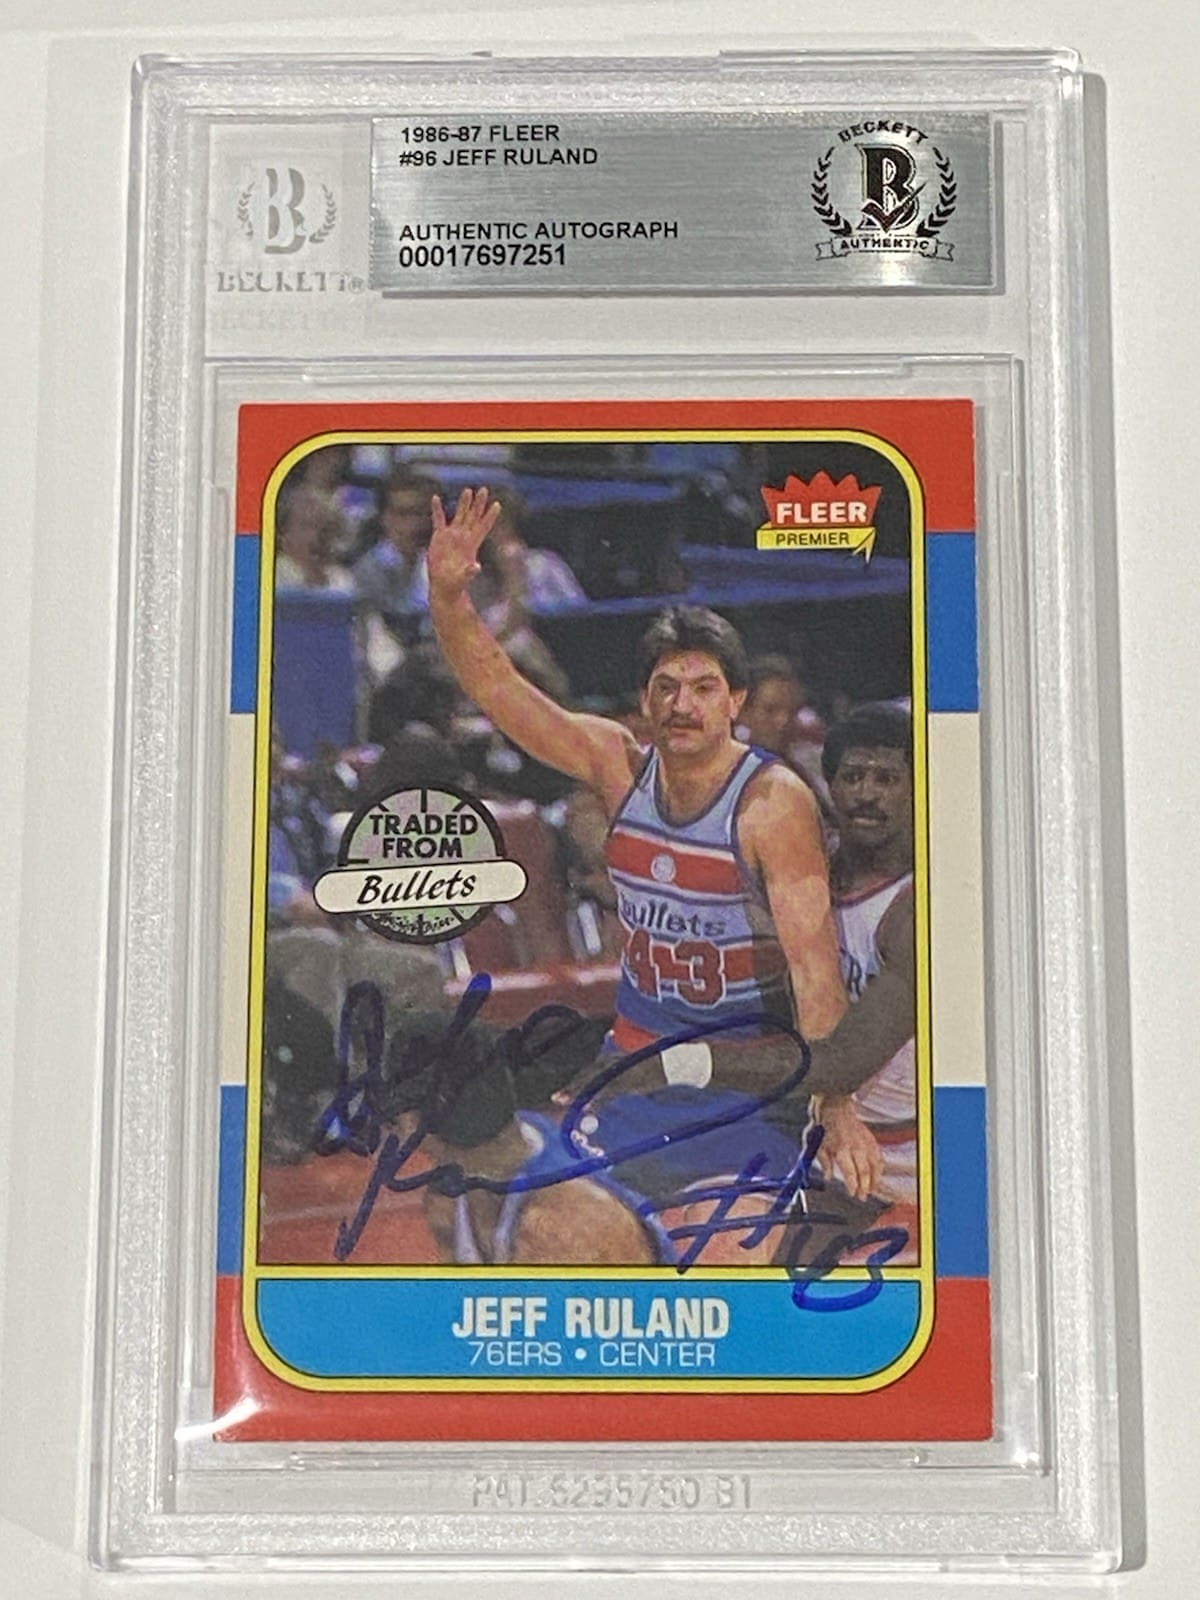 1986-87 FLEER
#96 JEFF RULAND
AUTHENTIC AUTOGRAPH
00017697251
BECKETT
B
AUTHENTIC
B
BECKETT®
FLEER
PREMIER
TRADED
FROM
Bullets
bullets
43
#43
JEFF RULAND
76ERS • CENTER
PAT. 6295750 B1